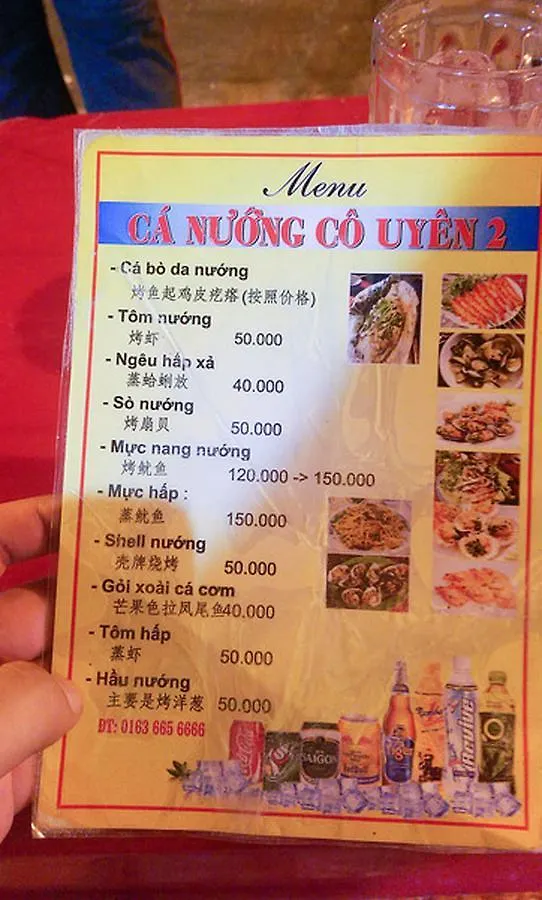 Menu
CÁ NƯỚNG CÔ UYÊN 2
- Cá bò da nướng
烤鱼起鸡皮疙瘩 (按照价格)
- Tôm nướng
烤虾 50.000
- Ngêu hấp xả
蒸蛤蜊放 40.000
- Sò nướng
烤扇贝 50.000
- Mực nang nướng
烤鱿鱼 120.000 -> 150.000
- Mực hấp :
蒸鱿鱼 150.000
- Shell nướng
壳牌烧烤 50.000
- Gỏi xoài cá cơm
芒果色拉凤尾鱼40.000
- Tôm hấp
蒸虾 50.000
- Hầu nướng
主要是烤洋葱 50.000
ĐT: 0163 665 6666
Coca-Cola
SAIGON
Tiger
Revive